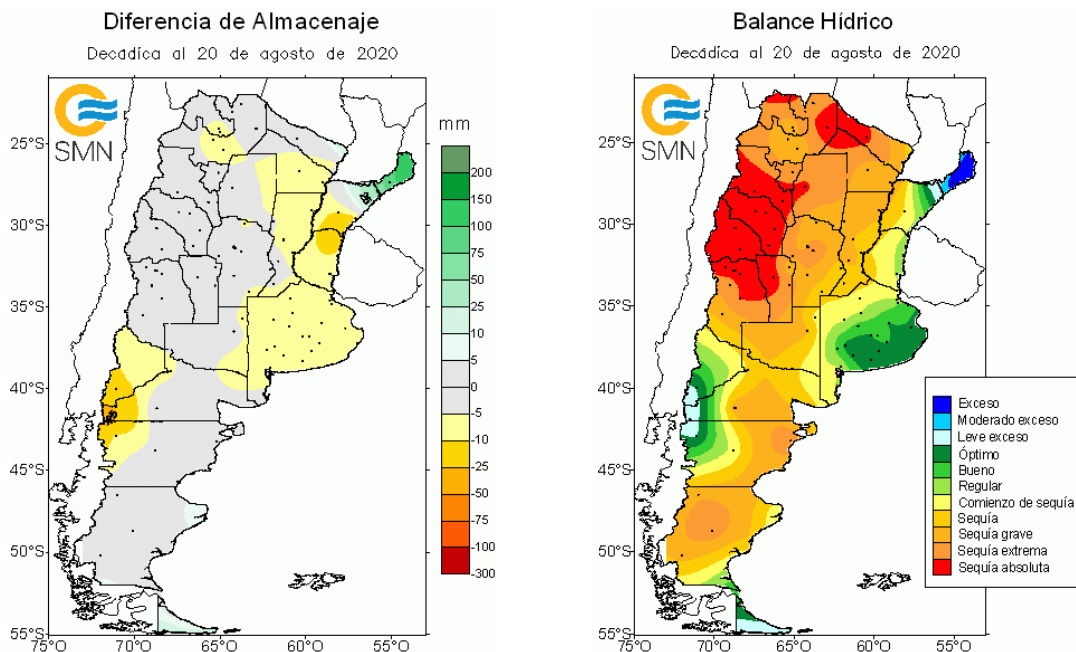 Diferencia de Almacenaje
Decádica al 20 de agosto de 2020
SMN
25°S
30°S
35°S
40°S
45°S
50°S
55°S
75°O
70°O
65°O
60°O
55°O
mm
200
150
100
75
50
25
10
5
0
-5
-10
-25
-50
-75
-100
-300
Balance Hídrico
Decádica al 20 de agosto de 2020
SMN
25°S
30°S
35°S
40°S
45°S
50°S
55°S
75°O
70°O
65°O
60°O
55°O
Exceso
Moderado exceso
Leve exceso
Óptimo
Bueno
Regular
Comienzo de sequía
Sequía
Sequía grave
Sequía extrema
Sequía absoluta